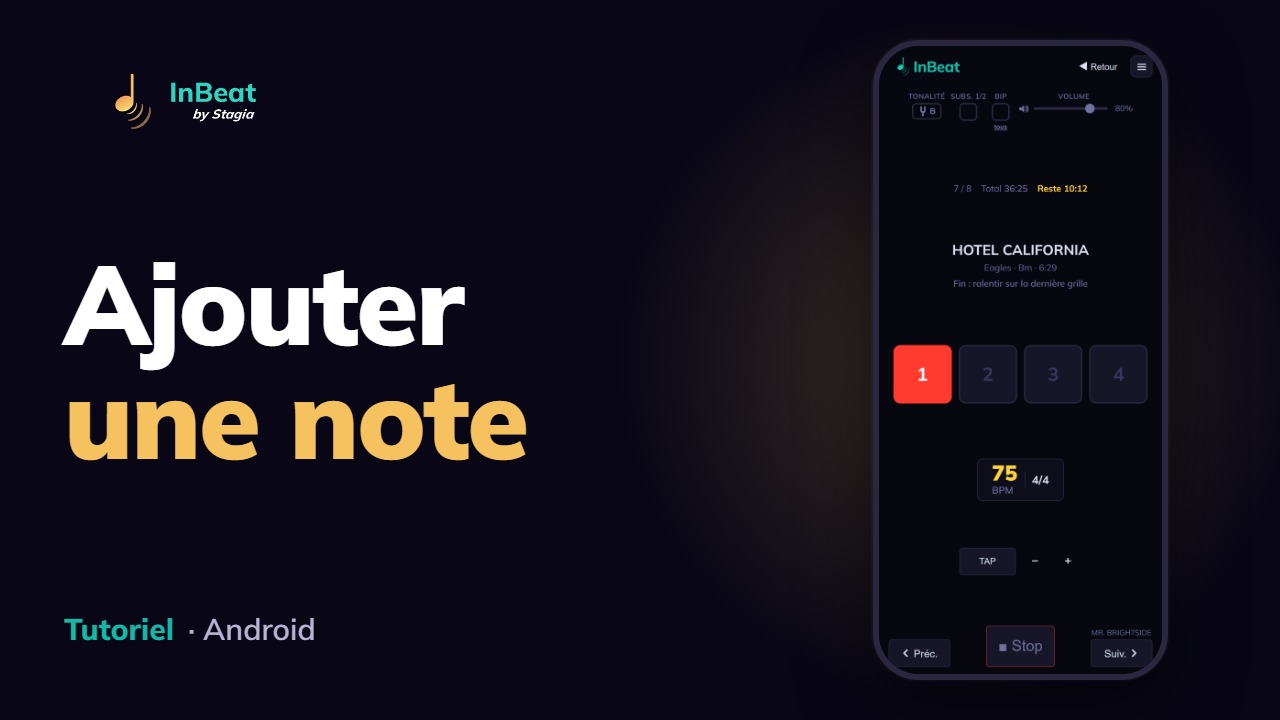 InBeat
by Stagia
Ajouter
une note
Tutoriel · Android
InBeat
Retour
TONALITÉ SUBS. 1/2 BIP VOLUME
B 80%
tous
7 / 8 · Total 36:25 · Reste 10:12
HOTEL CALIFORNIA
Eagles · Bm · 6:29
Fin : ralentir sur la dernière grille
1 2 3 4
75 4/4
BPM
TAP − +
MR. BRIGHTSIDE
Préc. Stop Suiv.